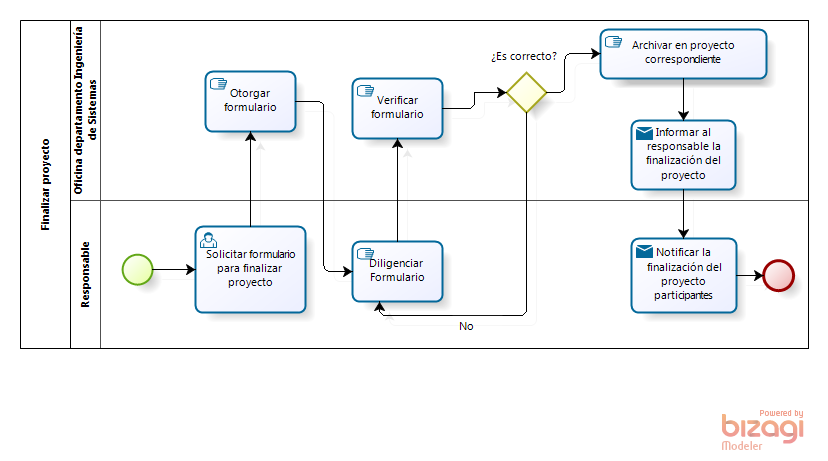 Finalizar proyecto
Oficina departamento Ingeniería
de Sistemas
Otorgar
formulario
Verificar
formulario
¿Es correcto?
Archivar en proyecto
correspondiente
Informar al
responsable la
finalización del
proyecto
Responsable
Solicitar formulario
para finalizar
proyecto
Diligenciar
Formulario
No
Notificar la
finalización del
proyecto
participantes
Powered by
bizagi
Modeler